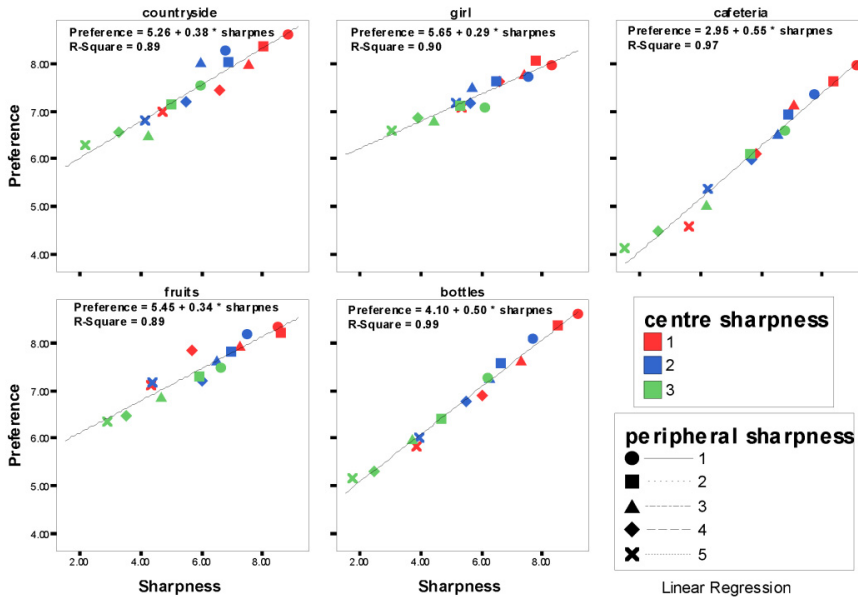 countryside
Preference = 5.26 + 0.38 * sharpnes
R-Square = 0.89
girl
Preference = 5.65 + 0.29 * sharpnes
R-Square = 0.90
cafeteria
Preference = 2.95 + 0.55 * sharpnes
R-Square = 0.97
8.00
7.00
6.00
5.00
4.00
Preference
fruits
Preference = 5.45 + 0.34 * sharpnes
R-Square = 0.89
bottles
Preference = 4.10 + 0.50 * sharpnes
R-Square = 0.99
8.00
7.00
6.00
5.00
4.00
Preference
2.00 4.00 6.00 8.00
Sharpness
2.00 4.00 6.00 8.00
Sharpness
centre sharpness
1
2
3
peripheral sharpness
1
2
3
4
5
Linear Regression